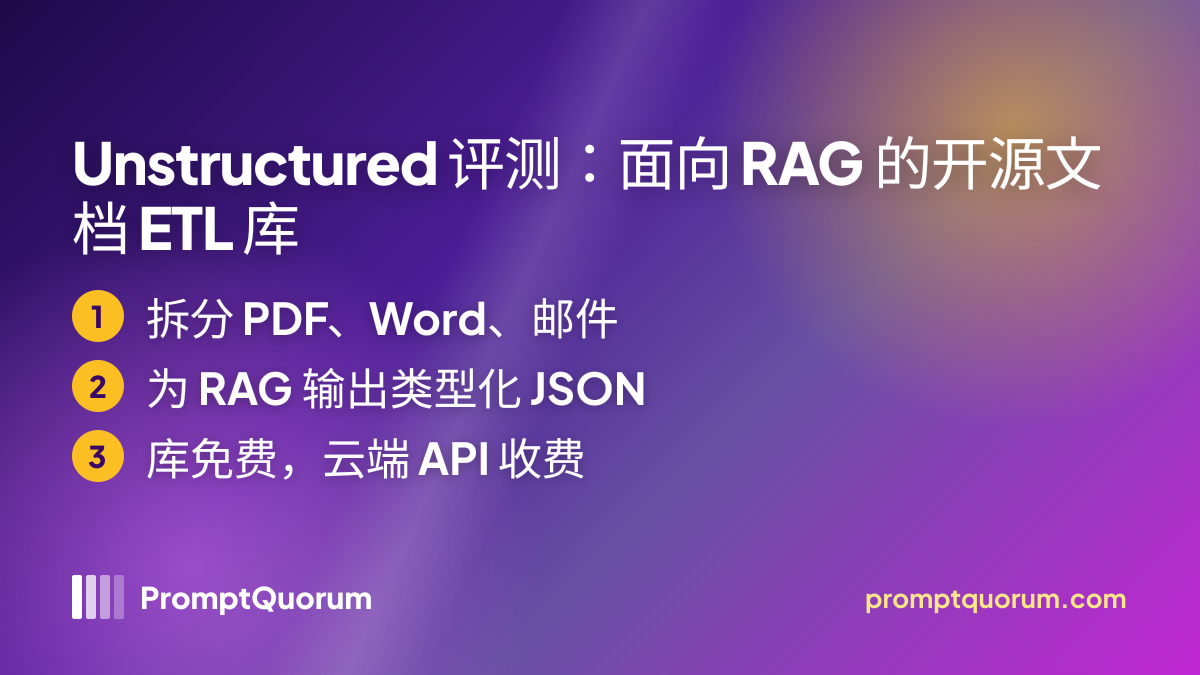 Unstructured 评测：面向 RAG 的开源文
档 ETL 库
1 拆分 PDF、Word、邮件
2 为 RAG 输出类型化 JSON
3 库免费，云端 API 收费
PromptQuorum
promptquorum.com